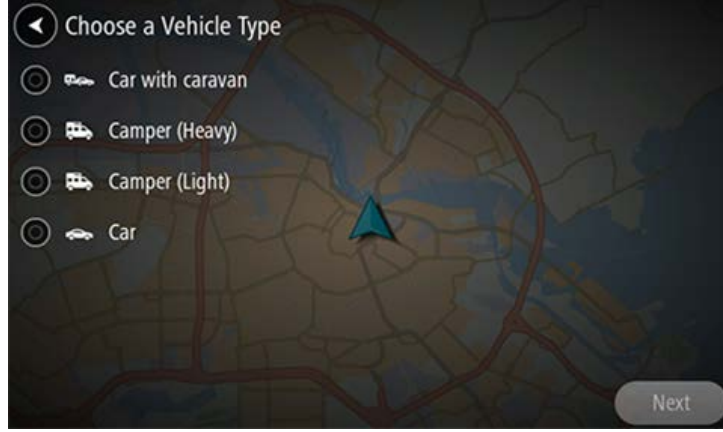 Choose a Vehicle Type
Car with caravan
Camper (Heavy)
Camper (Light)
Car
Next